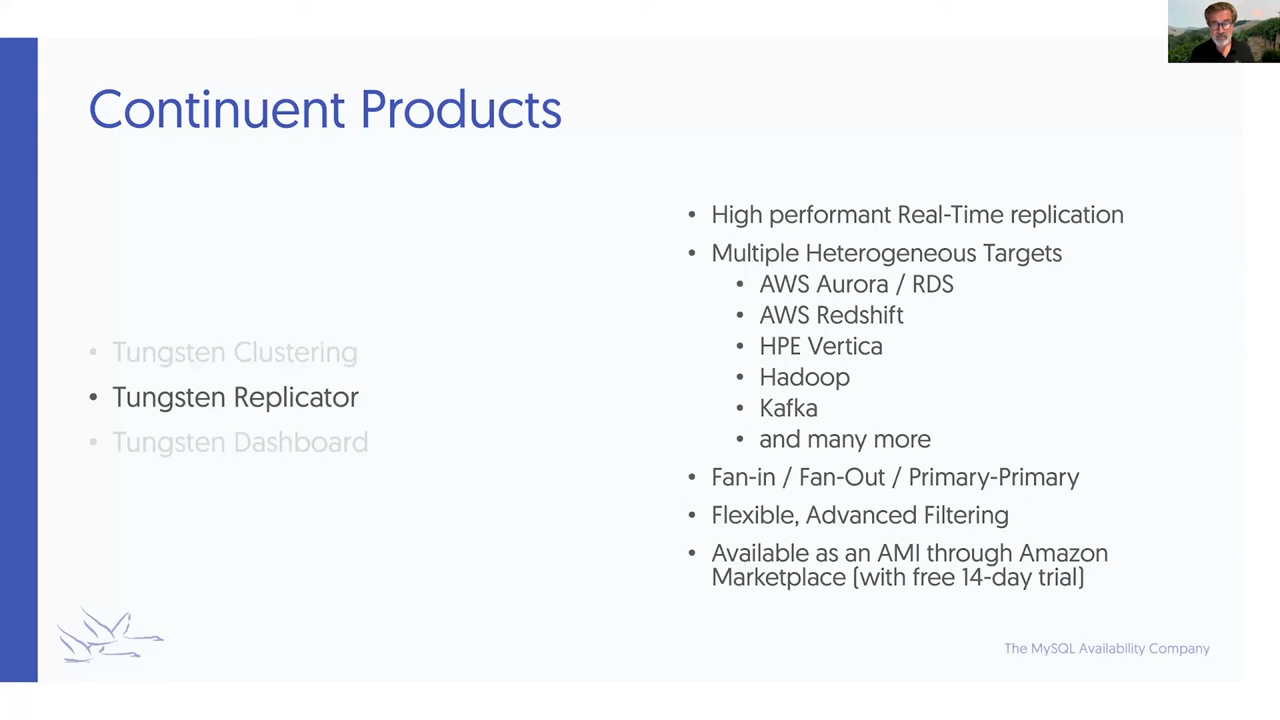 Continuent Products
• Tungsten Clustering
• Tungsten Replicator
• Tungsten Dashboard
• High performant Real-Time replication
• Multiple Heterogeneous Targets
• AWS Aurora / RDS
• AWS Redshift
• HPE Vertica
• Hadoop
• Kafka
• and many more
• Fan-in / Fan-Out / Primary-Primary
• Flexible, Advanced Filtering
• Available as an AMI through Amazon
Marketplace (with free 14-day trial)
The MySQL Availability Company